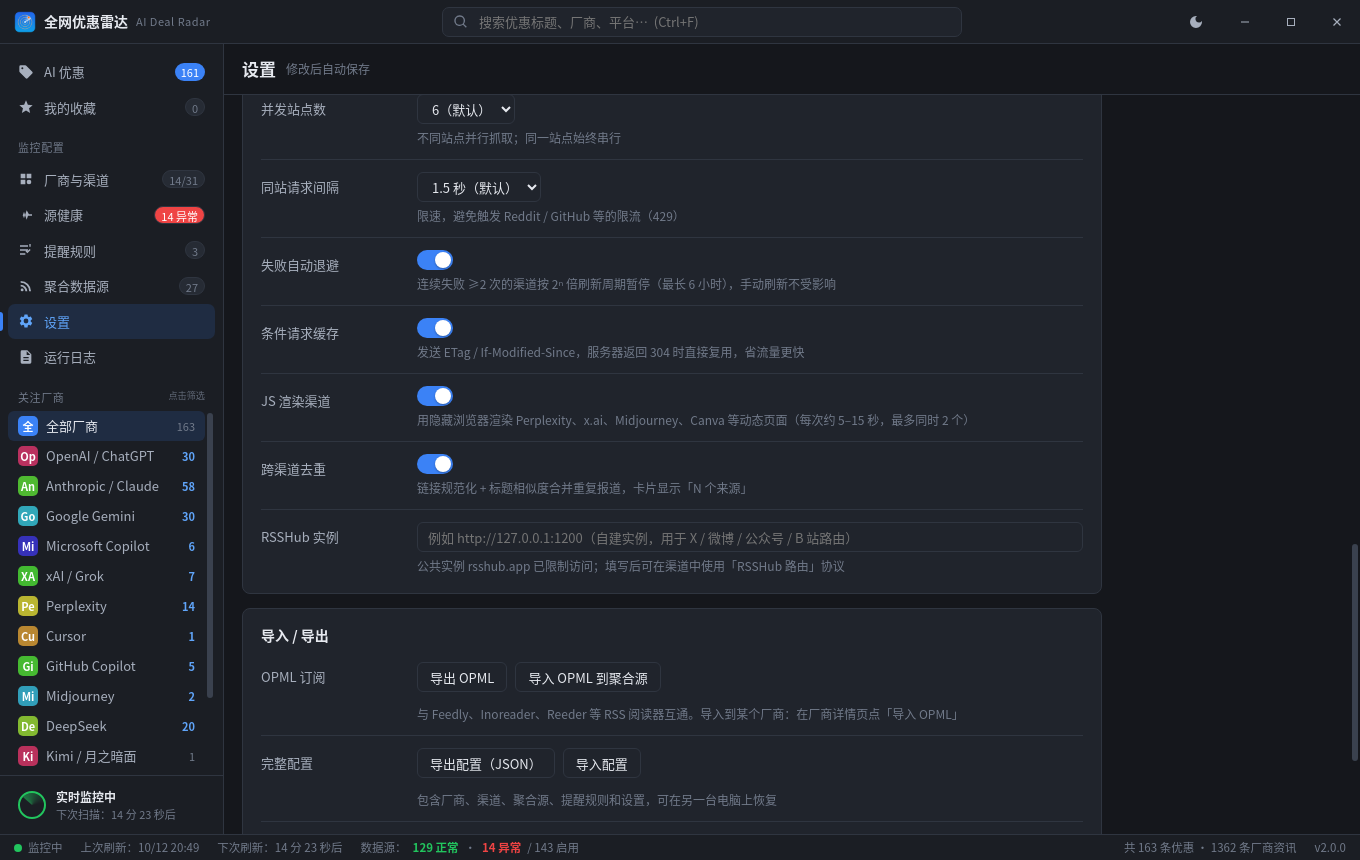 全网优惠雷达 AI Deal Radar
搜索优惠标题、厂商、平台… (Ctrl+F)
AI 优惠 161
我的收藏 0
监控配置
厂商与渠道 14/31
源健康 14 异常
提醒规则 3
聚合数据源 27
设置
运行日志
关注厂商 点击筛选
全 全部厂商 163
Op OpenAI / ChatGPT 30
An Anthropic / Claude 58
Go Google Gemini 30
Mi Microsoft Copilot 6
XA xAI / Grok 7
Pe Perplexity 14
Cu Cursor 1
Gi GitHub Copilot 5
Mi Midjourney 2
De DeepSeek 20
Ki Kimi / 月之暗面 1
实时监控中
下次扫描：14 分 23 秒后
设置 修改后自动保存
并发站点数 6（默认）
不同站点并行抓取；同一站点始终串行
同站请求间隔 1.5 秒（默认）
限速，避免触发 Reddit / GitHub 等的限流（429）
失败自动退避
连续失败 ≥2 次的渠道按 2ⁿ 倍刷新周期暂停（最长 6 小时），手动刷新不受影响
条件请求缓存
发送 ETag / If-Modified-Since，服务器返回 304 时直接复用，省流量更快
JS 渲染渠道
用隐藏浏览器渲染 Perplexity、x.ai、Midjourney、Canva 等动态页面（每次约 5–15 秒，最多同时 2 个）
跨渠道去重
链接规范化 + 标题相似度合并重复报道，卡片显示「N 个来源」
RSSHub 实例 例如 http://127.0.0.1:1200（自建实例，用于 X / 微博 / 公众号 / B 站路由）
公共实例 rsshub.app 已限制访问；填写后可在渠道中使用「RSSHub 路由」协议
导入 / 导出
OPML 订阅 导出 OPML 导入 OPML 到聚合源
与 Feedly、Inoreader、Reeder 等 RSS 阅读器互通。导入到某个厂商：在厂商详情页点「导入 OPML」
完整配置 导出配置（JSON） 导入配置
包含厂商、渠道、聚合源、提醒规则和设置，可在另一台电脑上恢复
监控中 上次刷新：10/12 20:49 下次刷新：14 分 23 秒后 数据源： 129 正常 · 14 异常 / 143 启用 共 163 条优惠 · 1362 条厂商资讯 v2.0.0